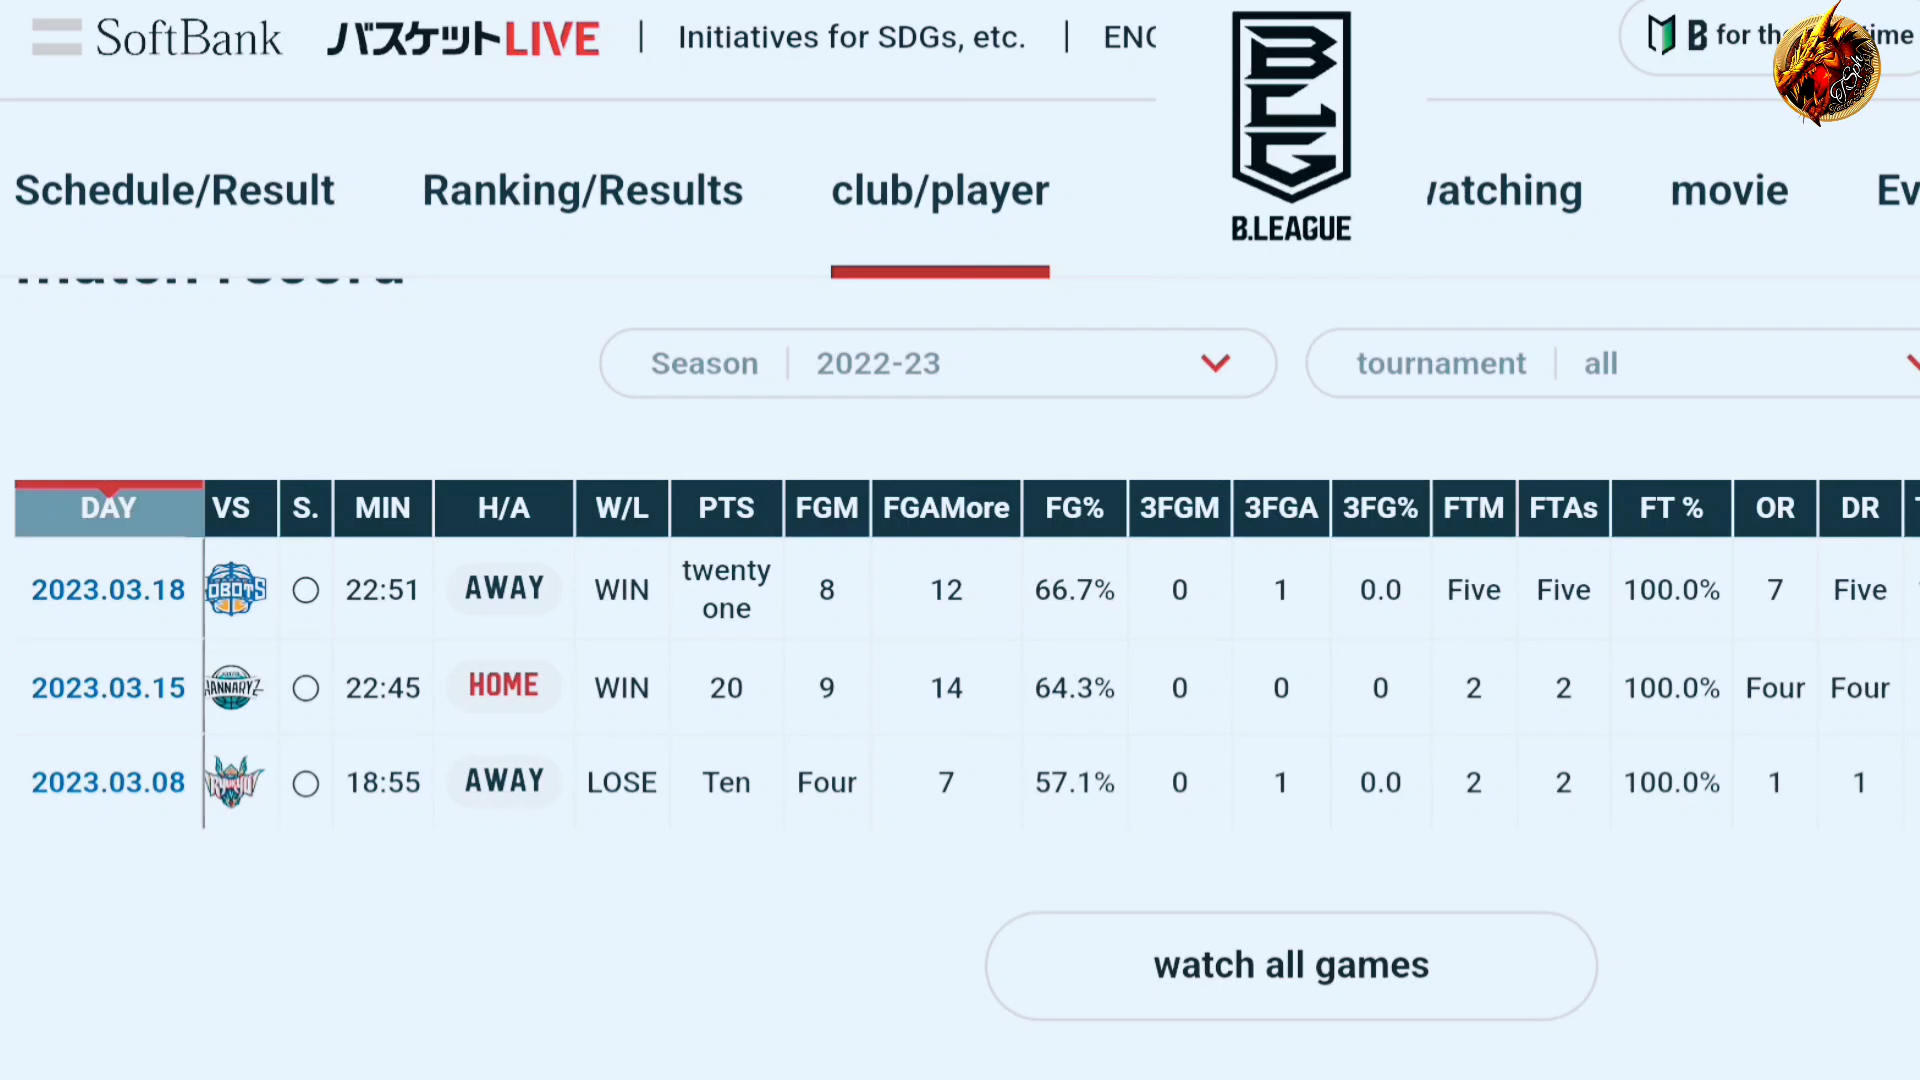 SoftBank バスケットLIVE | Initiatives for SDGs, etc. |
B for the
Schedule/Result Ranking/Results club/player watching movie
B.LEAGUE
Match record
Season | 2022-23 tournament | all
DAY VS S. MIN H/A W/L PTS FGM FGAMore FG% 3FGM 3FGA 3FG% FTM FTAs FT % OR DR
2023.03.18 ○ 22:51 AWAY WIN twenty one 8 12 66.7% 0 1 0.0 Five Five 100.0% 7 Five
2023.03.15 ○ 22:45 HOME WIN 20 9 14 64.3% 0 0 0 2 2 100.0% Four Four
2023.03.08 ○ 18:55 AWAY LOSE Ten Four 7 57.1% 0 1 0.0 2 2 100.0% 1 1
watch all games